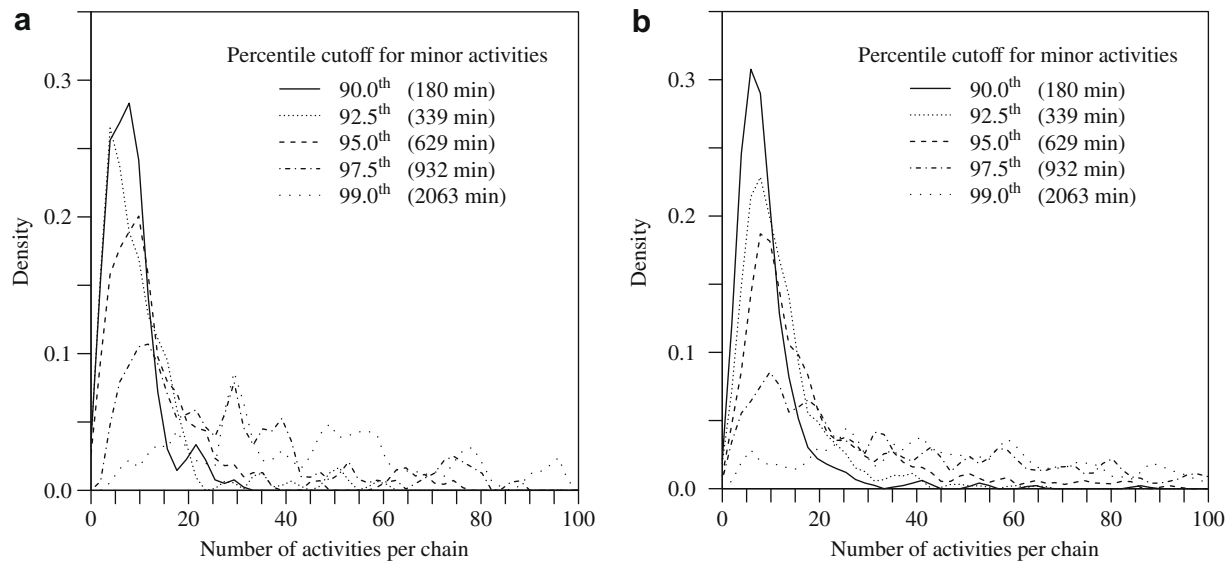 a
Percentile cutoff for minor activities
90.0th (180 min)
92.5th (339 min)
95.0th (629 min)
97.5th (932 min)
99.0th (2063 min)
Density
0.3
0.2
0.1
0.0
0 20 40 60 80 100
Number of activities per chain
b
Percentile cutoff for minor activities
90.0th (180 min)
92.5th (339 min)
95.0th (629 min)
97.5th (932 min)
99.0th (2063 min)
Density
0.3
0.2
0.1
0.0
0 20 40 60 80 100
Number of activities per chain